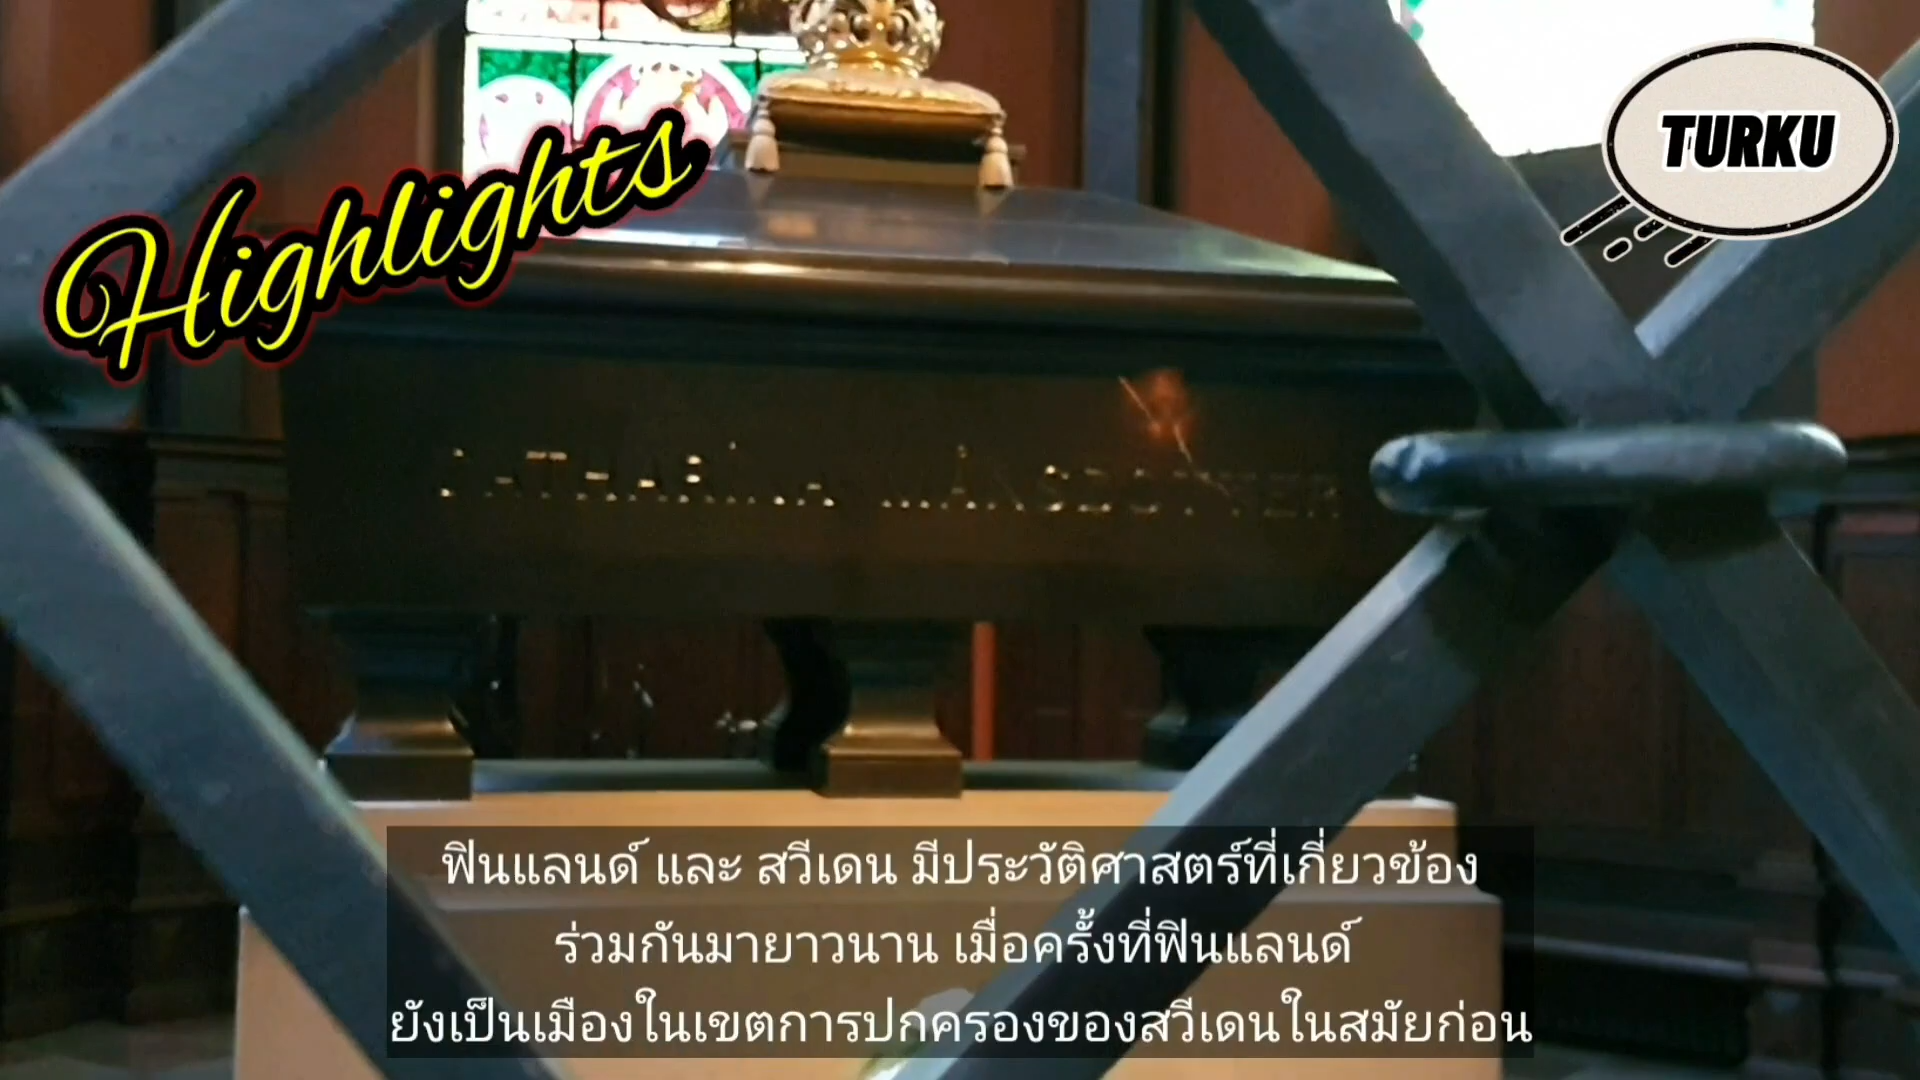 Highlights
TURKU
ฟินแลนด์ และ สวีเดน มีประวัติศาสตร์ที่เกี่ยวข้อง
ร่วมกันมายาวนาน เมื่อครั้งที่ฟินแลนด์
ยังเป็นเมืองในเขตการปกครองของสวีเดนในสมัยก่อน